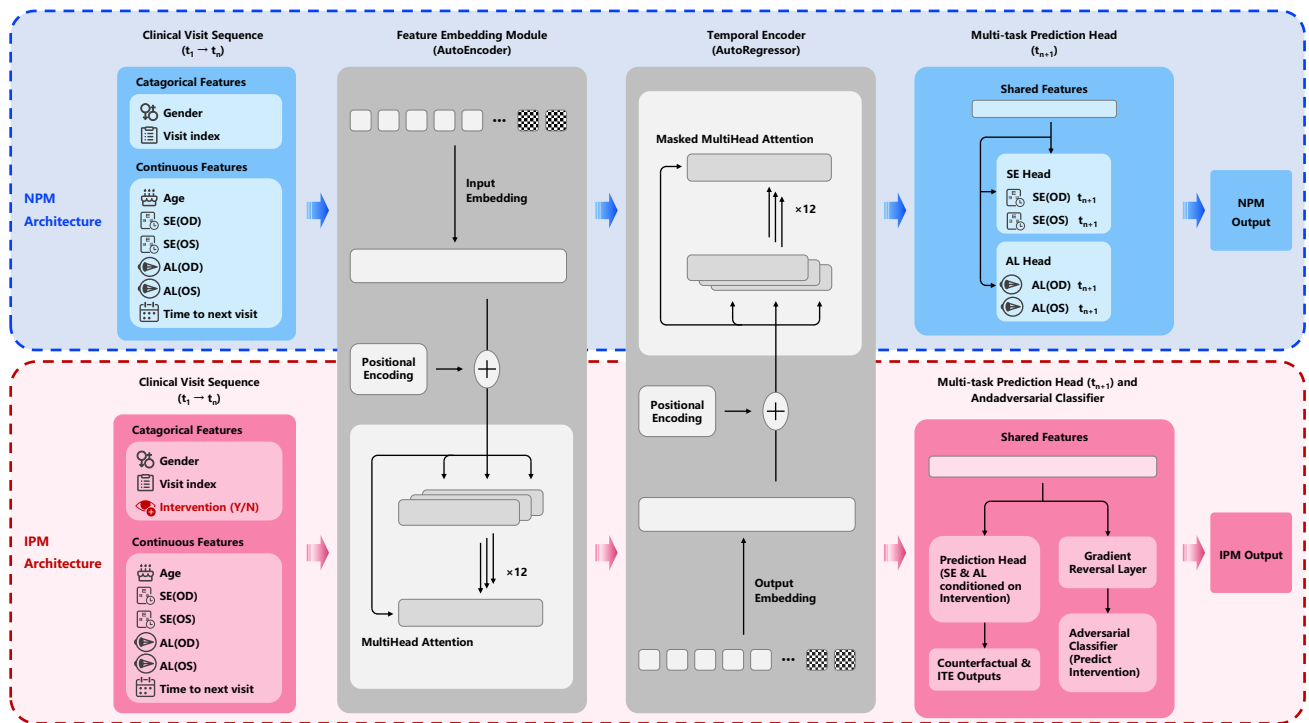 Clinical Visit Sequence
(t₁ → tₙ)
Feature Embedding Module
(AutoEncoder)
Temporal Encoder
(AutoRegressor)
Multi-task Prediction Head
(tₙ₊₁)
NPM
Architecture
Catagorical Features
Gender
Visit index
Continuous Features
Age
SE(OD)
SE(OS)
AL(OD)
AL(OS)
Time to next visit
•••
Input
Embedding
Positional
Encoding
+
×12
MultiHead Attention
Masked MultiHead Attention
×12
Positional
Encoding
+
Output
Embedding
•••
Shared Features
SE Head
SE(OD) tₙ₊₁
SE(OS) tₙ₊₁
AL Head
AL(OD) tₙ₊₁
AL(OS) tₙ₊₁
NPM
Output
IPM
Architecture
Clinical Visit Sequence
(t₁ → tₙ)
Catagorical Features
Gender
Visit index
Intervention (Y/N)
Continuous Features
Age
SE(OD)
SE(OS)
AL(OD)
AL(OS)
Time to next visit
Multi-task Prediction Head (tₙ₊₁) and
Andadversarial Classifier
Shared Features
Prediction Head
(SE & AL
conditioned on
Intervention)
Counterfactual &
ITE Outputs
Gradient
Reversal Layer
Adversarial
Classifier
(Predict
Intervention)
IPM Output